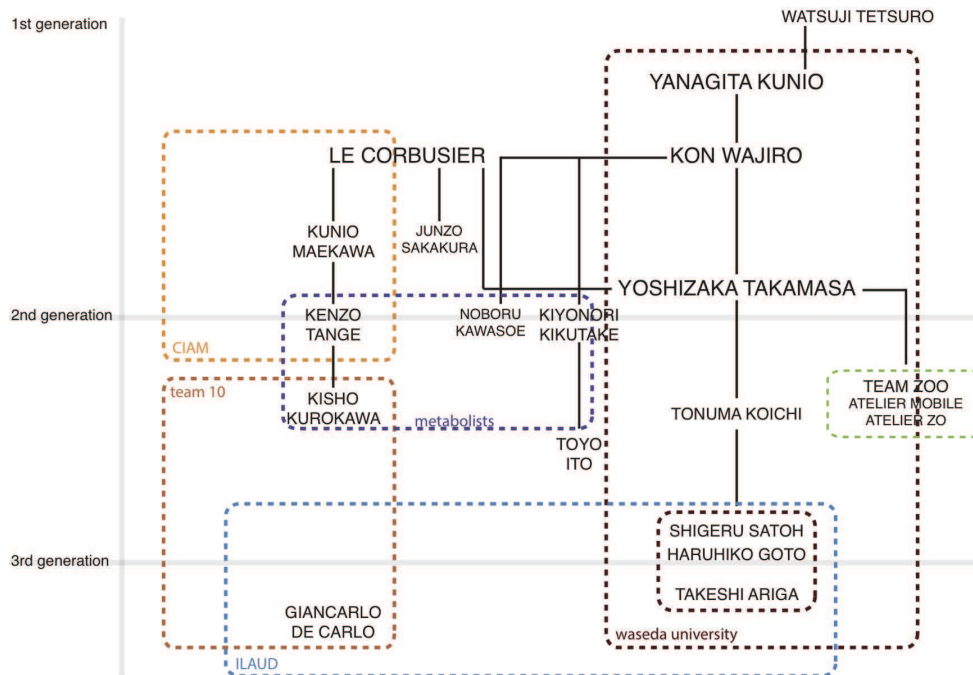 1st generation
WATSUJI TETSURO
YANAGITA KUNIO
LE CORBUSIER
KON WAJIRO
KUNIO
MAEKAWA
JUNZO
SAKAKURA
YOSHIZAKA TAKAMASA
2nd generation
KENZO
TANGE
NOBORU
KAWASOE
KIYONORI
KIKUTAKE
CIAM
team 10
KISHO
KUROKAWA
metabolists
TEAM ZOO
ATELIER MOBILE
ATELIER ZO
TONUMA KOICHI
TOYO
ITO
SHIGERU SATOH
HARUHIKO GOTO
3rd generation
TAKESHI ARIGA
GIANCARLO
DE CARLO
waseda university
ILAUD